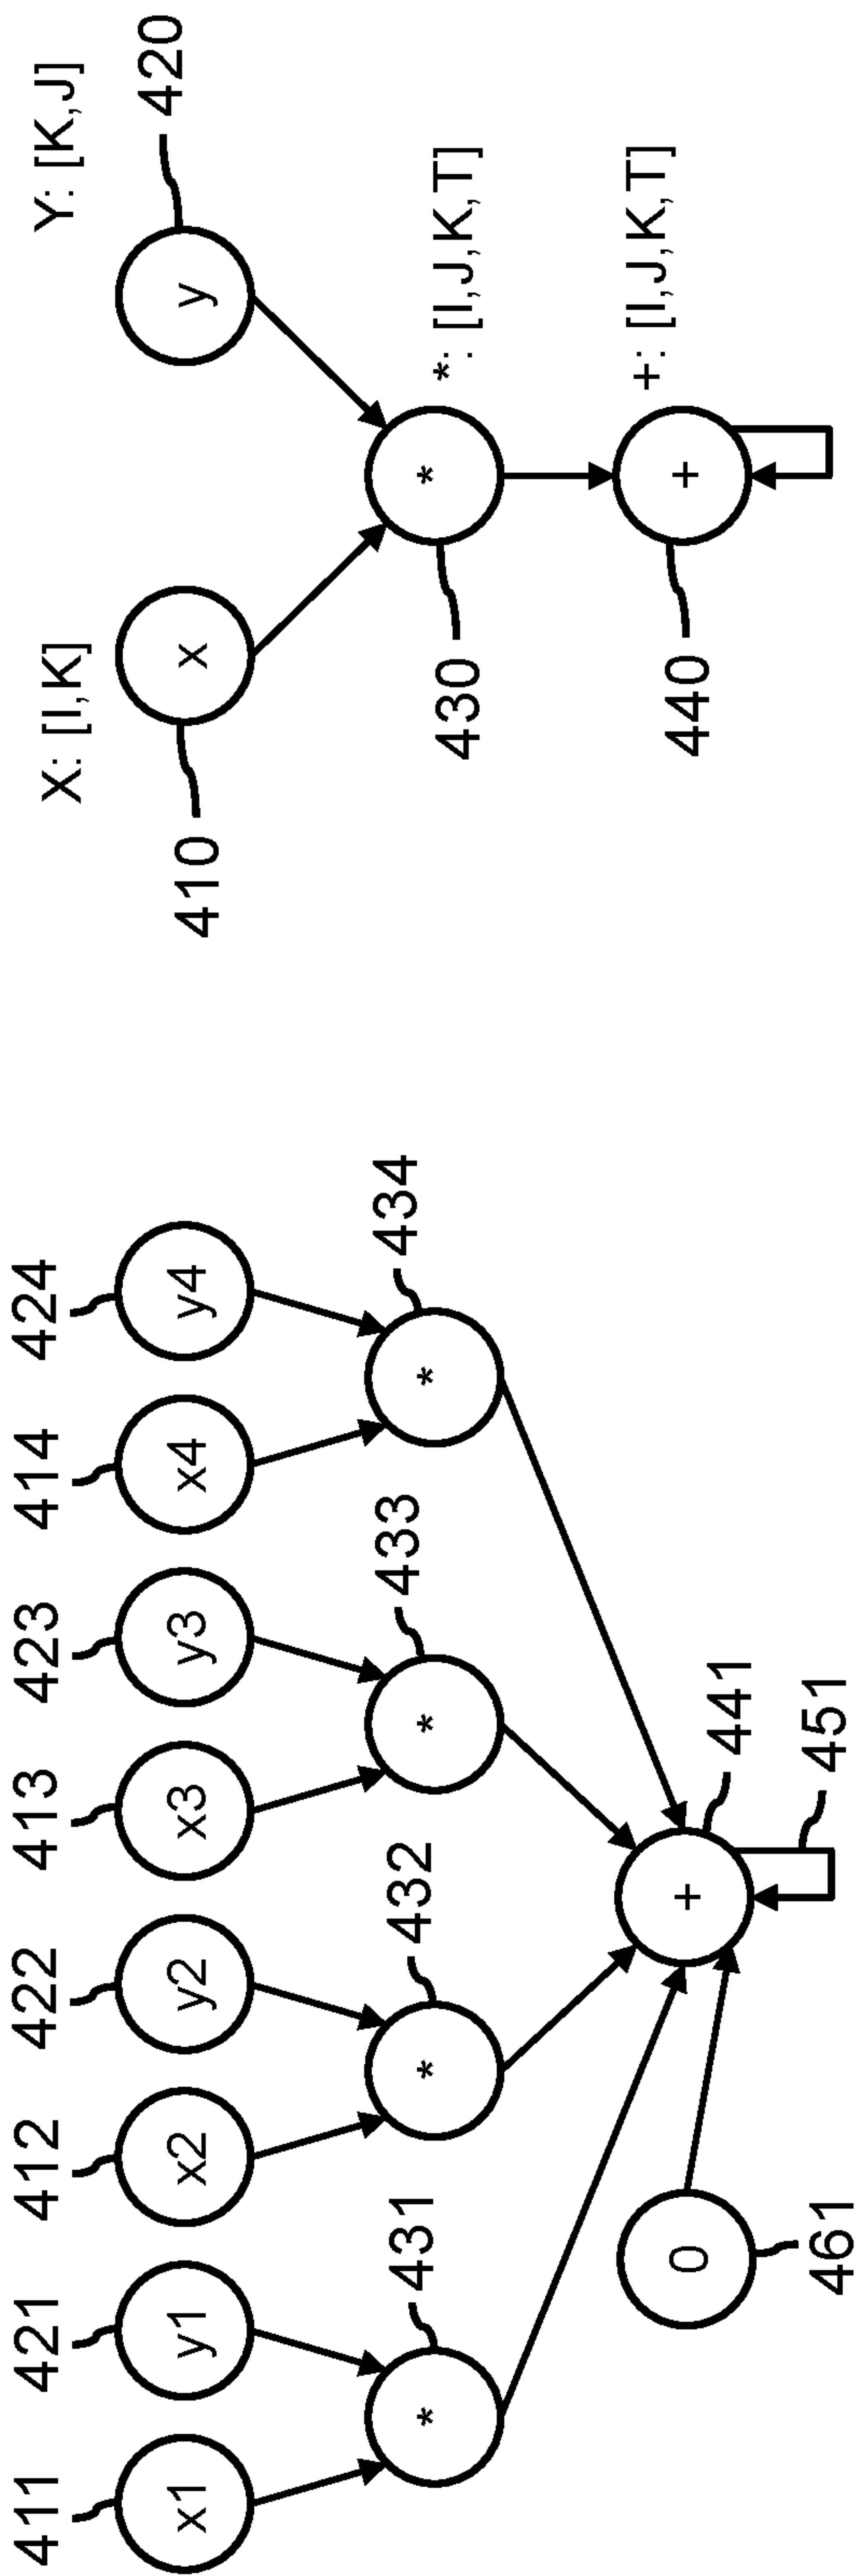 411 421 412 422 413 423 414 424
x1 y1 x2 y2 x3 y3 x4 y4
431 432 433 434
* * * *
0 +
461 441
451
X: [I,K] Y: [K,J]
x y
410 420
* *: [I,J,K,T]
430
+ +: [I,J,K,T]
440